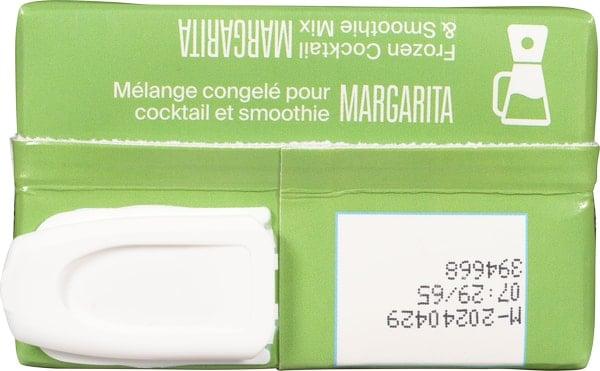 Frozen Cocktail
& Smoothie Mix MARGARITA
Mélange congelé pour
cocktail et smoothie MARGARITA
M-20240429
07:29/65
394668